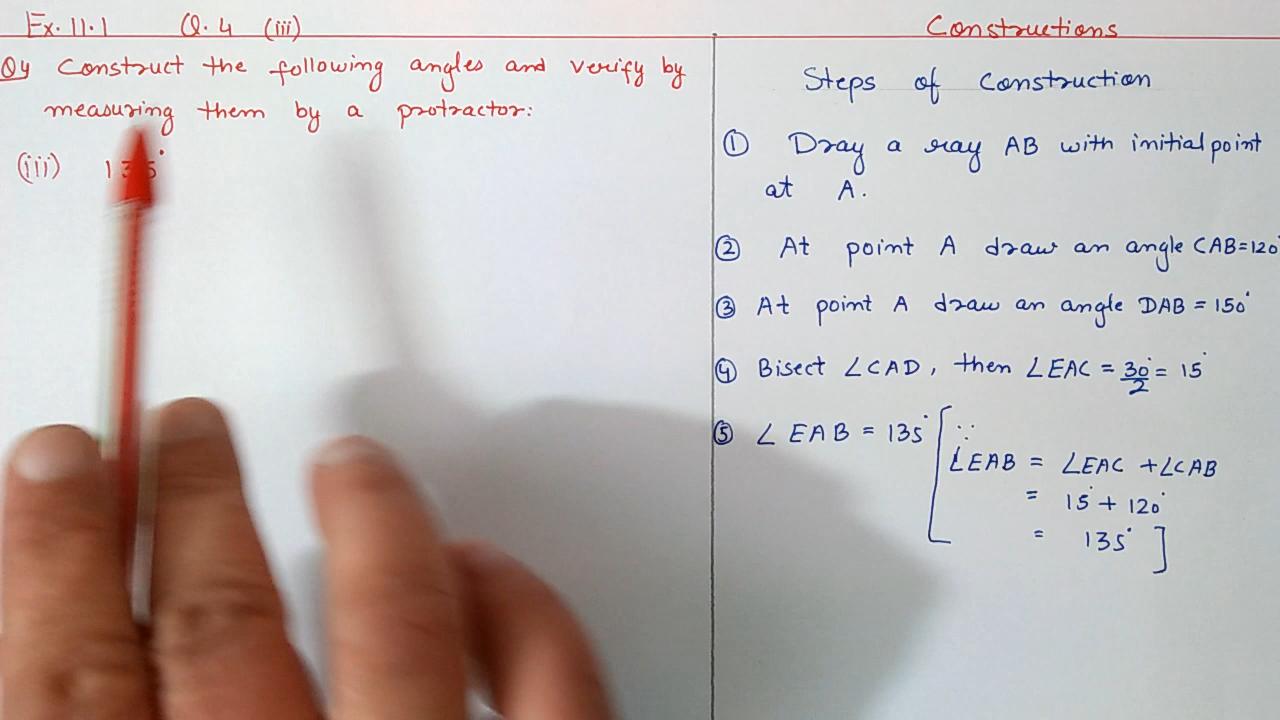 Ex. 11.1 Q. 4 (iii)
Q4 Construct the following angles and verify by
measuring them by a protractor:
(iii) 135°
Constructions
Steps of Construction
① Dray a ray AB with initial point
at A.
② At point A draw an angle CAB = 120°
③ At point A draw an angle DAB = 150°
④ Bisect ∠CAD, then ∠EAC = 30°/2 = 15°
⑤ ∠EAB = 135° [ ∵
∠EAB = ∠EAC + ∠CAB
= 15° + 120°
= 135° ]